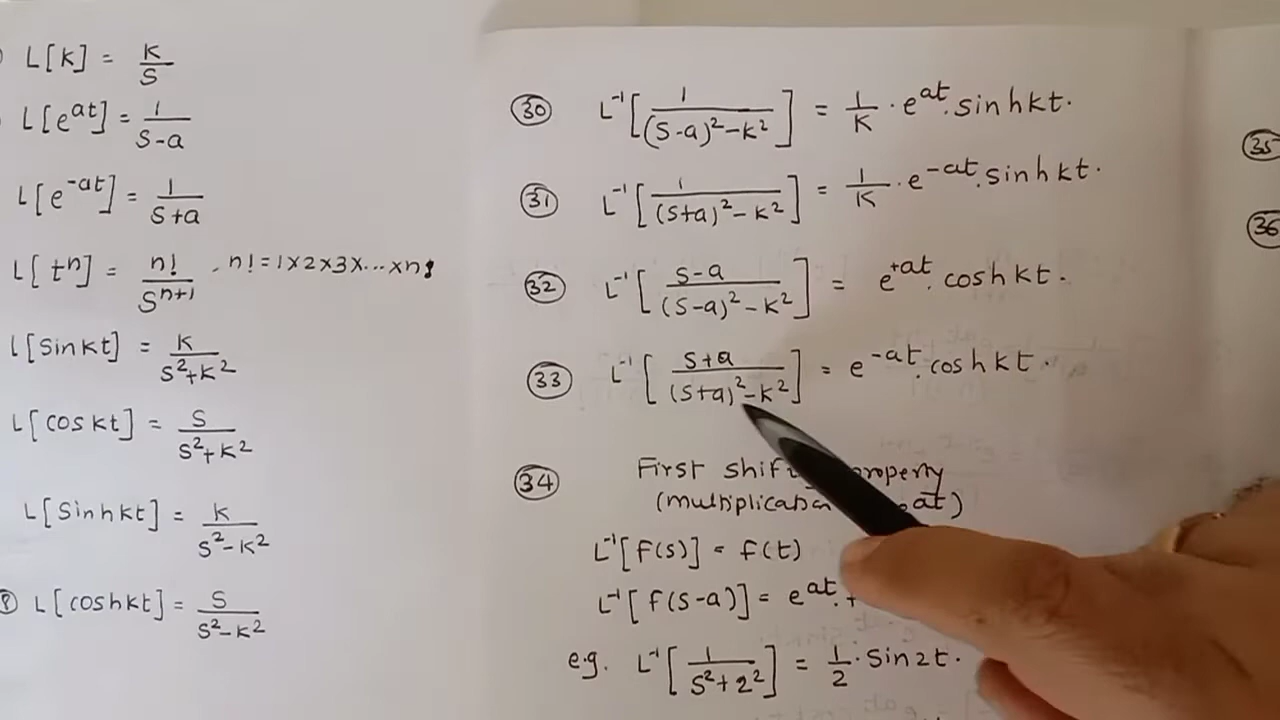 L[k] = k/s
L[e^at] = 1/(s-a)
L[e^-at] = 1/(s+a)
L[t^n] = n!/s^(n+1) , n! = 1×2×3×...×n!
L[sinkt] = k/(s²+k²)
L[coskt] = s/(s²+k²)
L[sinhkt] = k/(s²-k²)
L[coshkt] = s/(s²-k²)
(30) L⁻¹[1/((s-a)²-k²)] = 1/k · e^at. sinhkt.
(31) L⁻¹[1/((s+a)²-k²)] = 1/k · e^-at. sinhkt.
(32) L⁻¹[(s-a)/((s-a)²-k²)] = e^+at. coshkt.
(33) L⁻¹[(s+a)/((s+a)²-k²)] = e^-at. coshkt.
(34) First
(
L⁻¹[f(s)] = f(t)
L⁻¹[f(s-a)] = e^at.
e.g. L⁻¹[1/(s²+2²)] = 1/2 · sin2t.
(35)
(36)